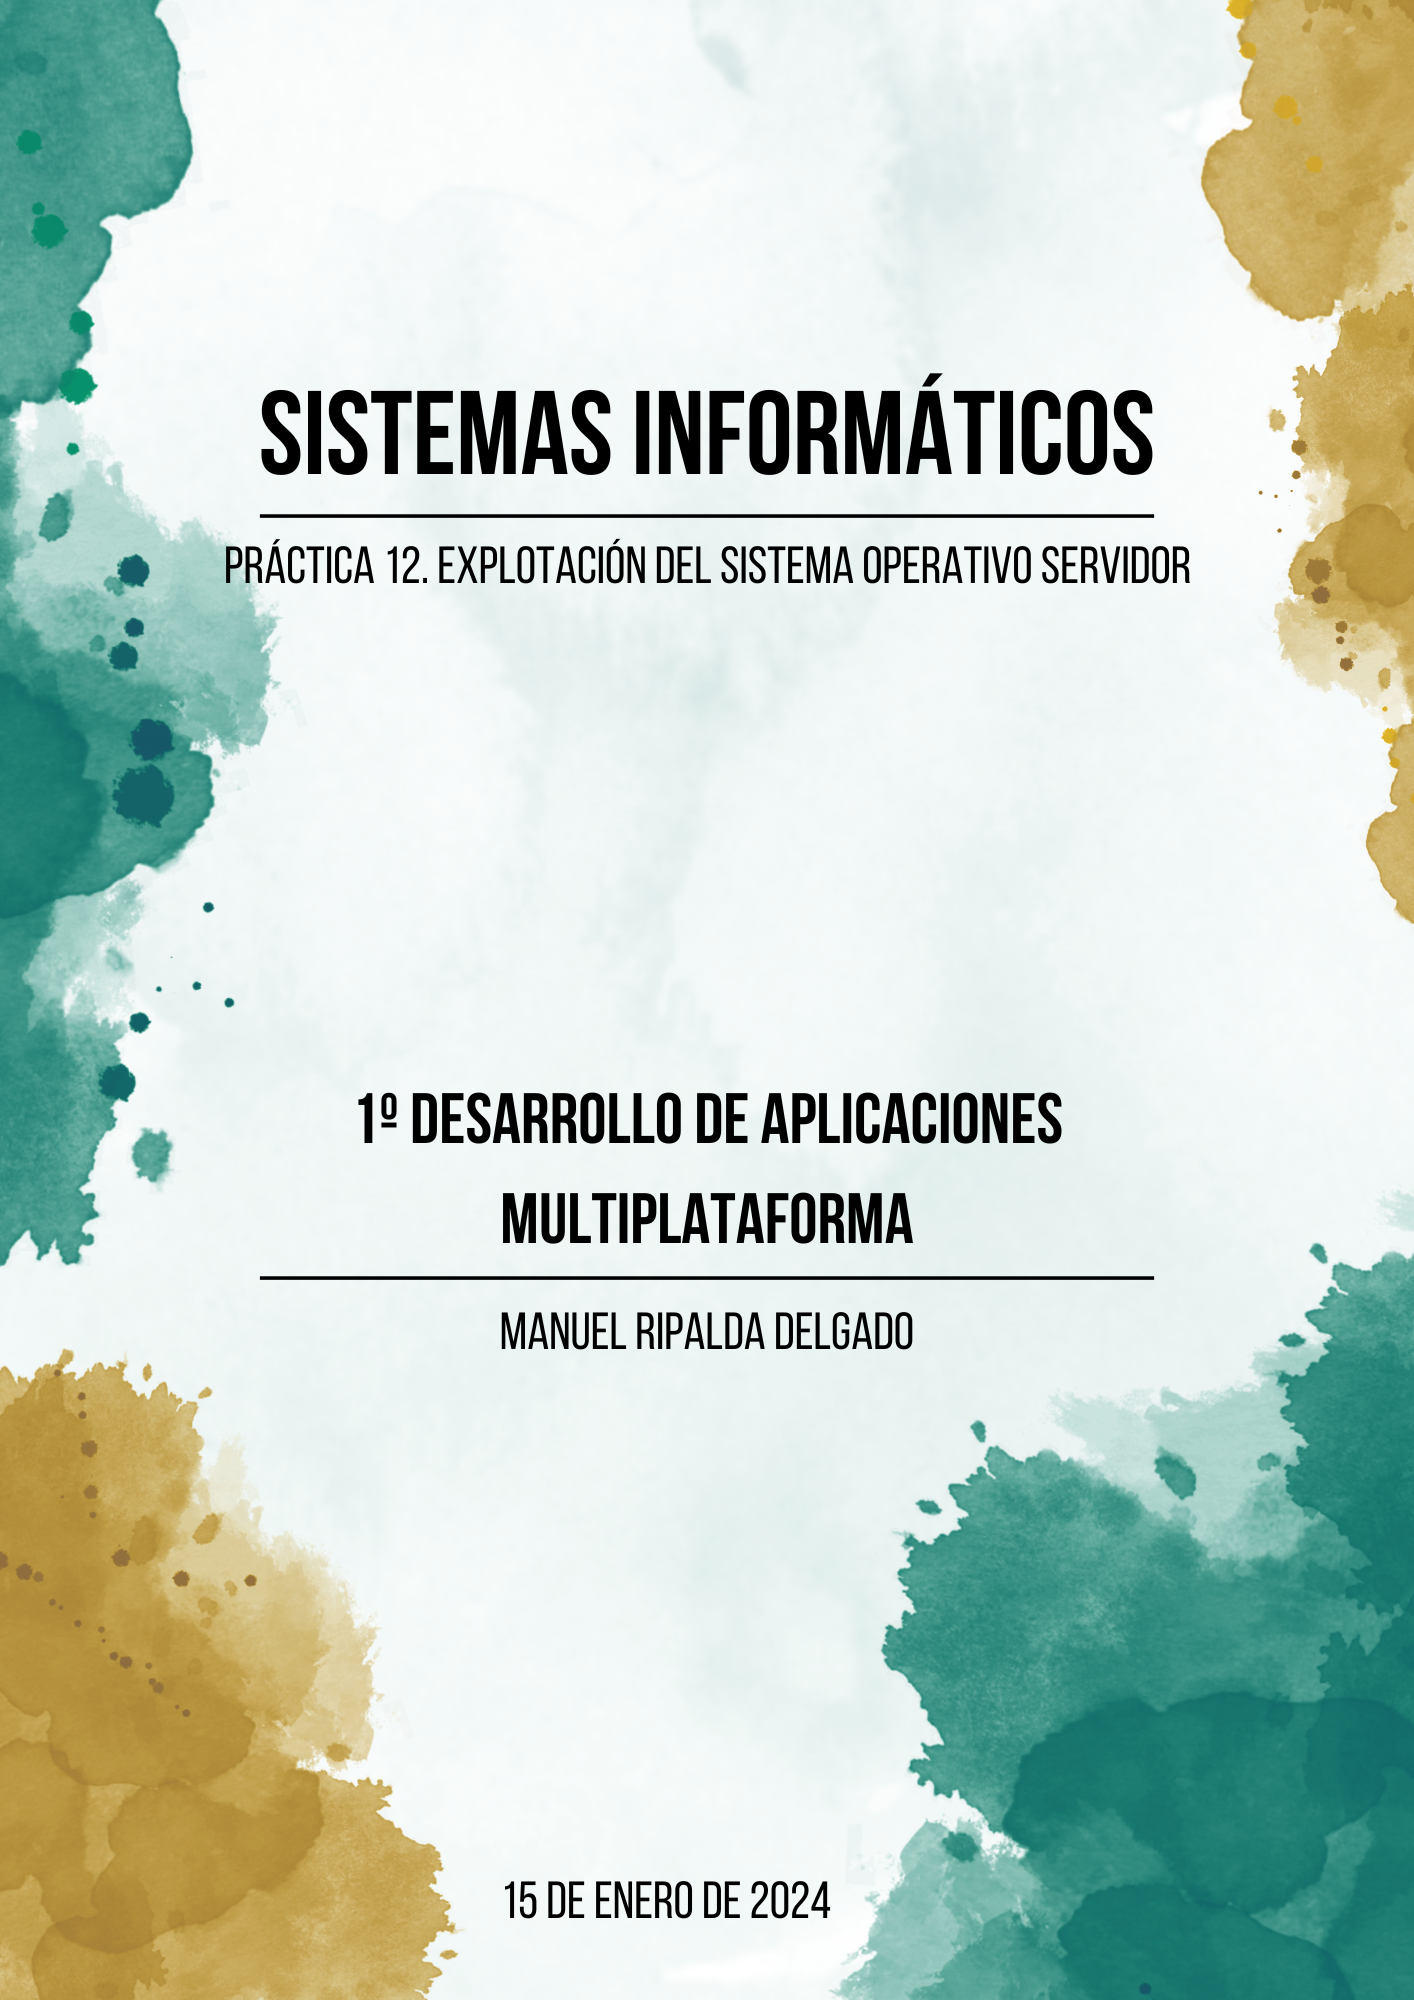 SISTEMAS INFORMÁTICOS
PRÁCTICA 12. EXPLOTACIÓN DEL SISTEMA OPERATIVO SERVIDOR
1º DESARROLLO DE APLICACIONES
MULTIPLATAFORMA
MANUEL RIPALDA DELGADO
15 DE ENERO DE 2024